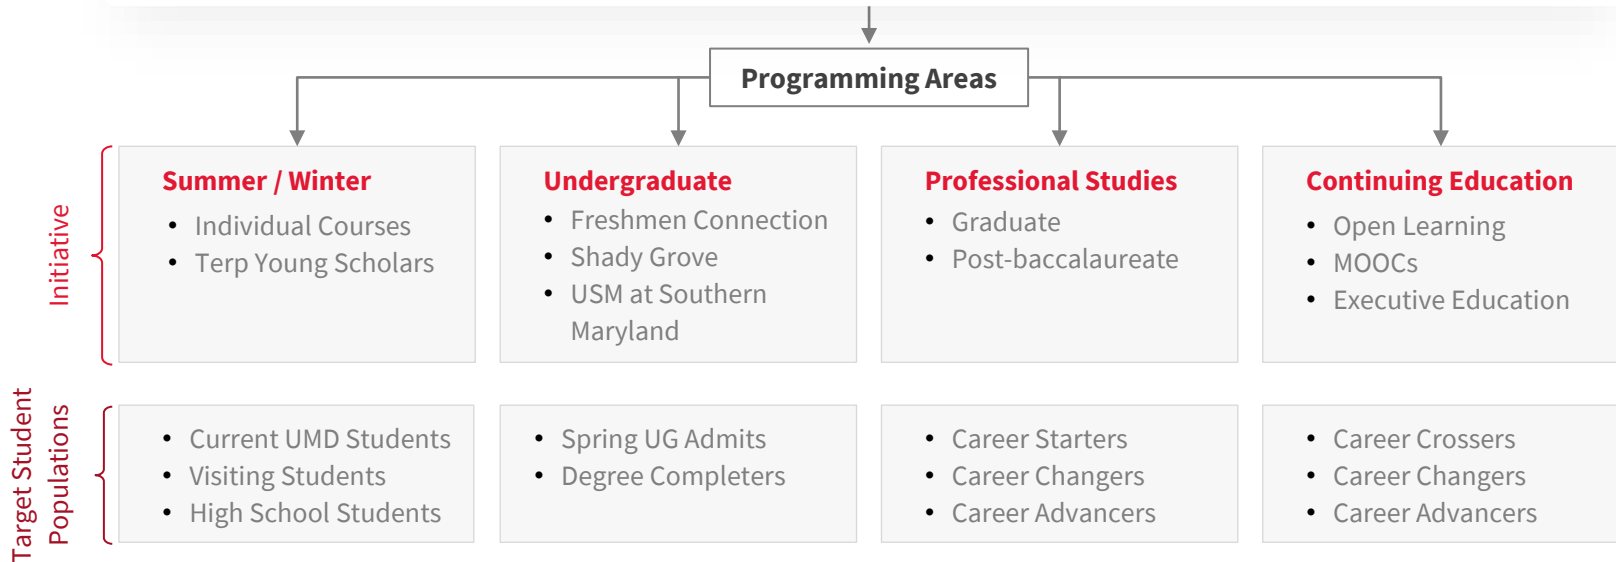 Programming Areas
Initiative
Summer / Winter
• Individual Courses
• Terp Young Scholars
Undergraduate
• Freshmen Connection
• Shady Grove
• USM at Southern
Maryland
Professional Studies
• Graduate
• Post-baccalaureate
Continuing Education
• Open Learning
• MOOCs
• Executive Education
Target Student
Populations
• Current UMD Students
• Visiting Students
• High School Students
• Spring UG Admits
• Degree Completers
• Career Starters
• Career Changers
• Career Advancers
• Career Crossers
• Career Changers
• Career Advancers